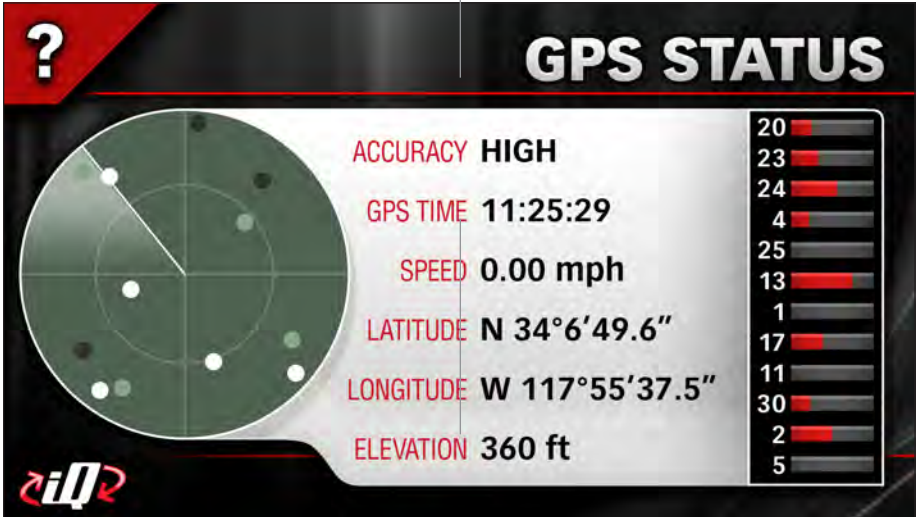 ?
GPS STATUS
ACCURACY HIGH
GPS TIME 11:25:29
SPEED 0.00 mph
LATITUDE N 34°6'49.6"
LONGITUDE W 117°55'37.5"
ELEVATION 360 ft
20
23
24
4
25
13
1
17
11
30
2
5
iQ